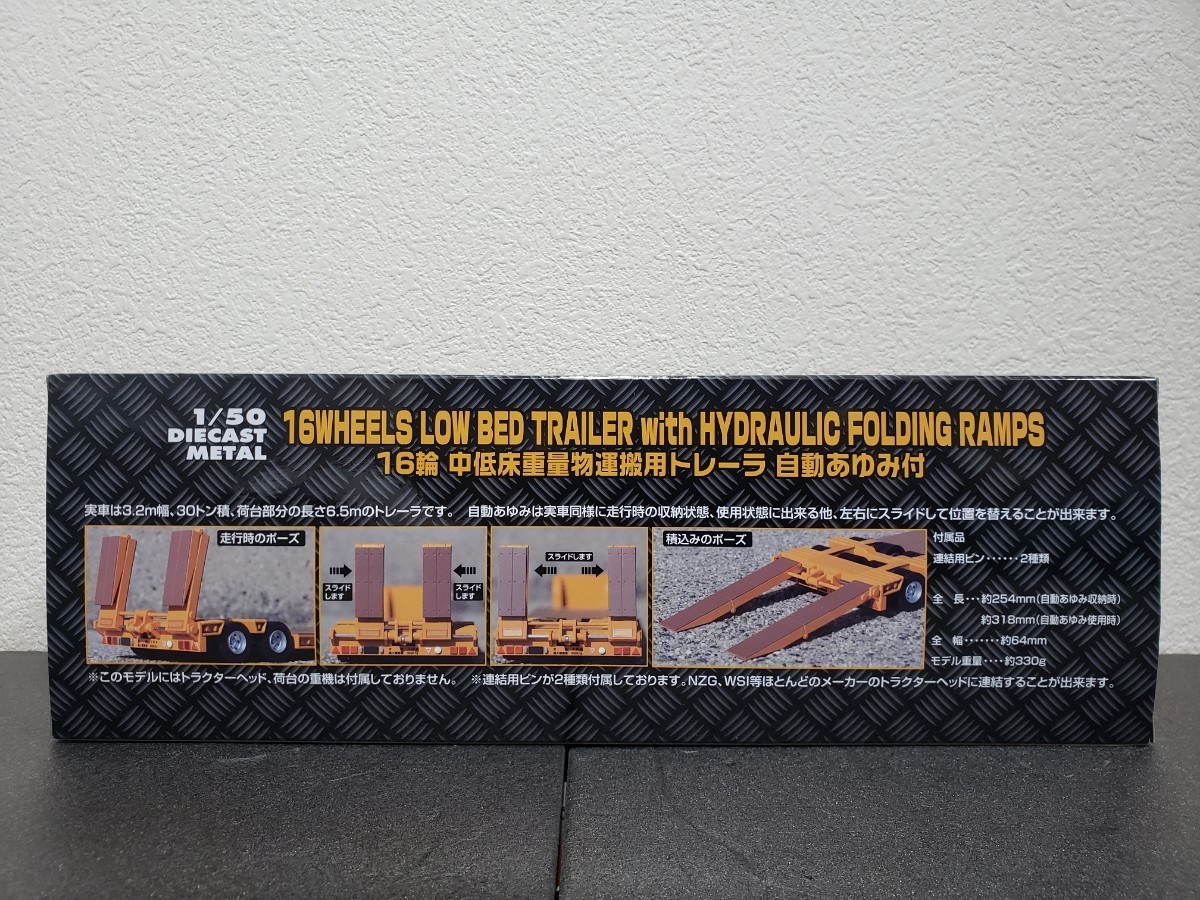 1/50
DIECAST
METAL
16WHEELS LOW BED TRAILER with HYDRAULIC FOLDING RAMPS
16輪 中低床重量物運搬用トレーラ 自動あゆみ付
実車は3.2m幅、30トン積、荷台部分の長さ6.5mのトレーラです。 自動あゆみは実車同様に走行時の収納状態、使用状態に出来る他、左右にスライドして位置を替えることが出来ます。
走行時のポーズ
スライド
します
スライド
します
スライドします
積込みのポーズ
付属品
連結用ピン‥‥‥2種類
全 長‥・約254mm(自動あゆみ収納時)
約318mm(自動あゆみ使用時)
全 幅‥‥‥・約64mm
モデル重量‥‥約330g
※このモデルにはトラクターヘッド、荷台の重機は付属しておりません。 ※連結用ピンが2種類付属しております。NZG、WSI等ほとんどのメーカーのトラクターヘッドに連結することが出来ます。